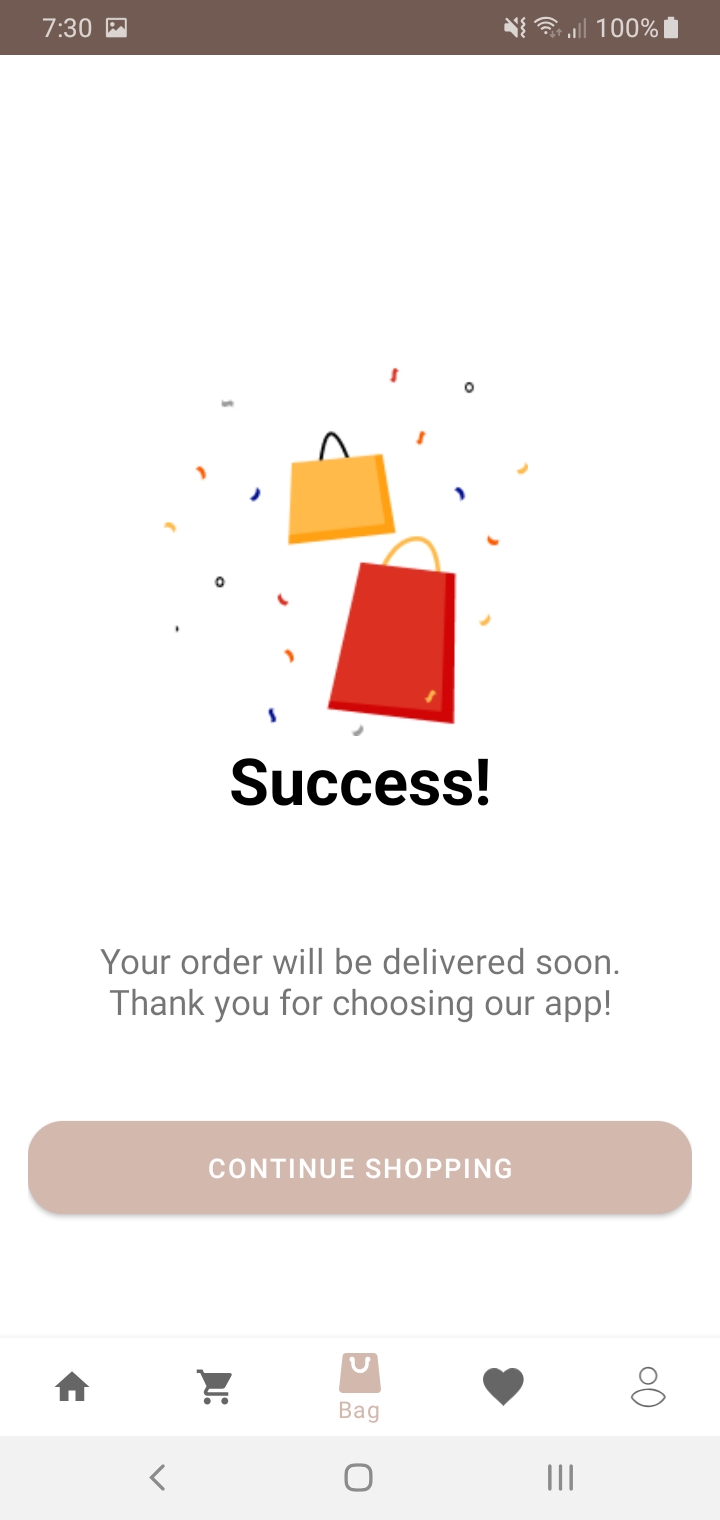 7:30 100%
Success!
Your order will be delivered soon.
Thank you for choosing our app!
CONTINUE SHOPPING
Bag